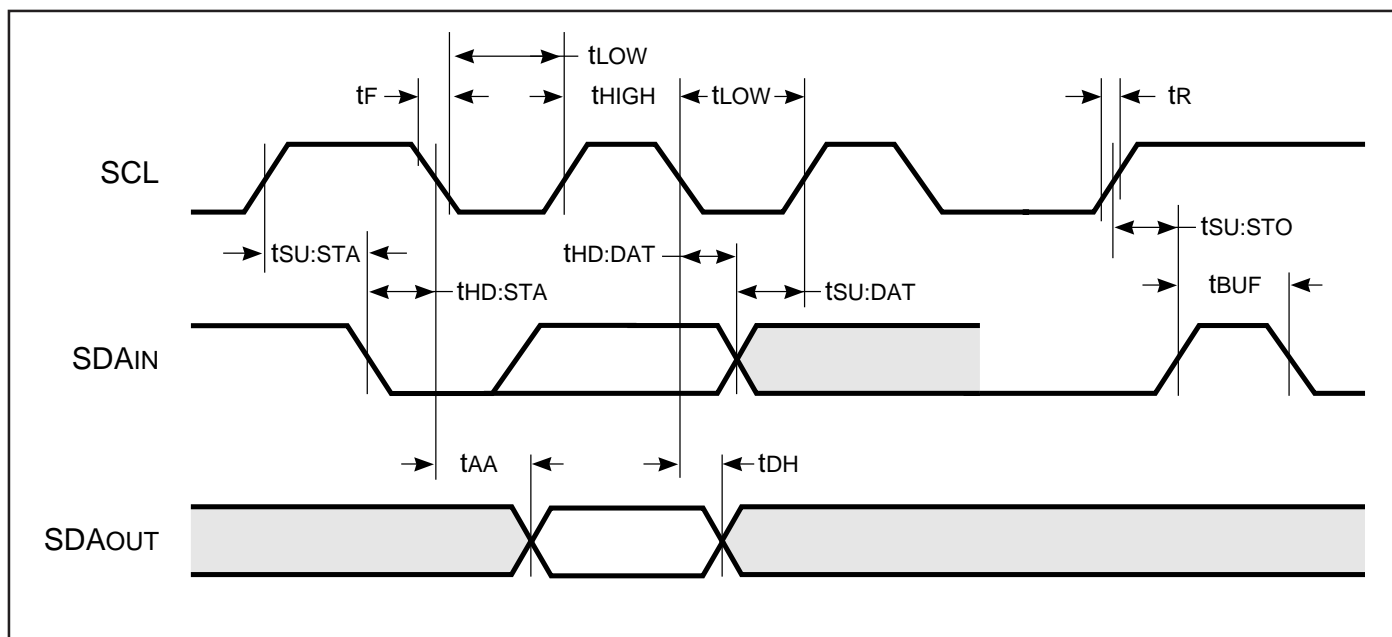 tLOW
tF
tHIGH
tLOW
tR
SCL
tSU:STA
tHD:DAT
tSU:STO
tHD:STA
tSU:DAT
tBUF
SDAIN
tAA
tDH
SDAOUT